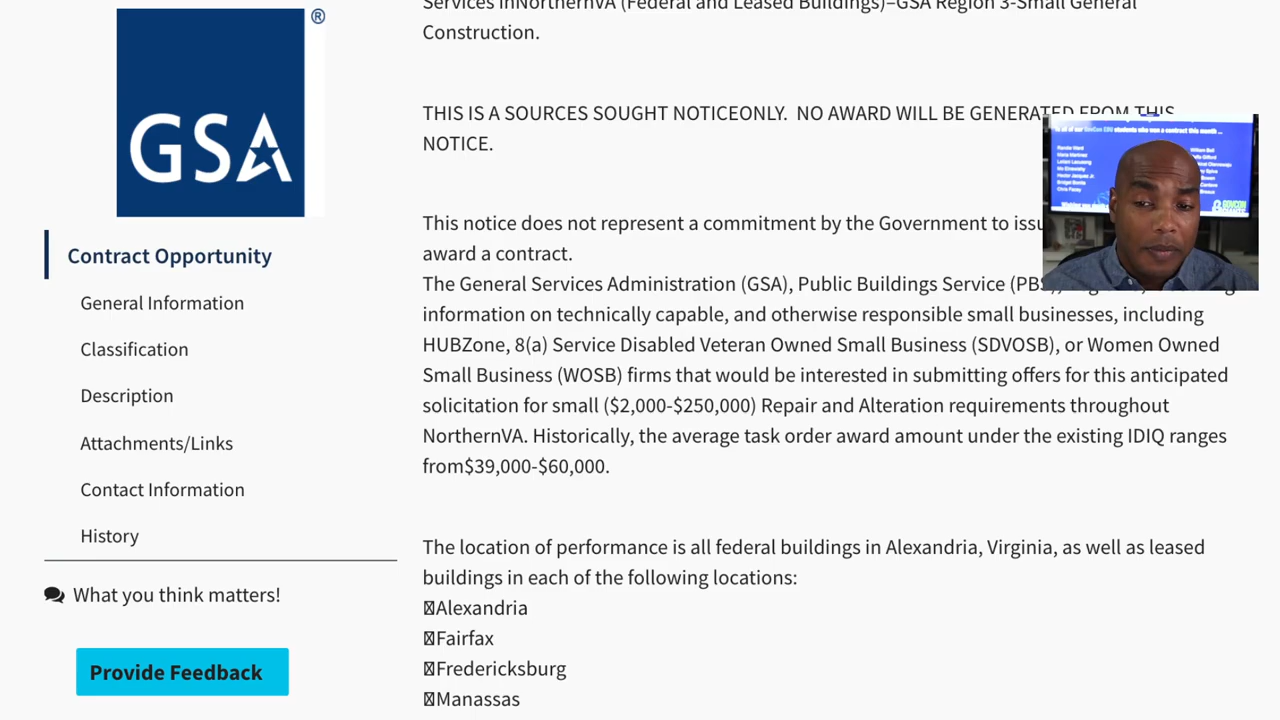 ®
GSA
Contract Opportunity
General Information
Classification
Description
Attachments/Links
Contact Information
History
What you think matters!
Provide Feedback
Services inNorthernVA (Federal and Leased Buildings)–GSA Region 3-Small General
Construction.
THIS IS A SOURCES SOUGHT NOTICEONLY.  NO AWARD WILL BE GENERATED FROM THIS
NOTICE.
This notice does not represent a commitment by the Government to
award a contract.
The General Services Administration (GSA), Public Buildings Service
information on technically capable, and otherwise responsible small businesses, including
HUBZone, 8(a) Service Disabled Veteran Owned Small Business (SDVOSB), or Women Owned
Small Business (WOSB) firms that would be interested in submitting offers for this anticipated
solicitation for small ($2,000-$250,000) Repair and Alteration requirements throughout
NorthernVA. Historically, the average task order award amount under the existing IDIQ ranges
from$39,000-$60,000.
The location of performance is all federal buildings in Alexandria, Virginia, as well as leased
buildings in each of the following locations:
Alexandria
Fairfax
Fredericksburg
Manassas
students who won a contract this month ...